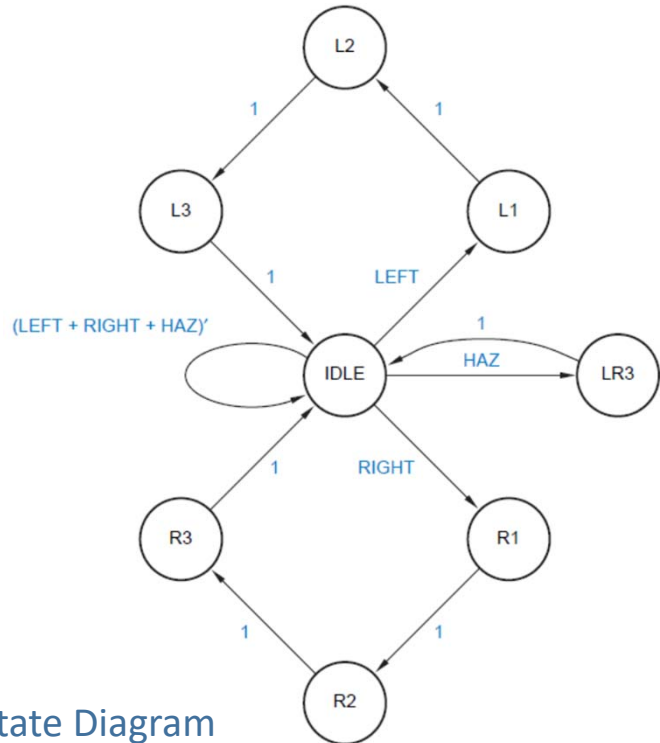 L2
1
1
L3
L1
1
LEFT
(LEFT + RIGHT + HAZ)′
1
IDLE
HAZ
LR3
1
RIGHT
R3
R1
1
1
R2
tate Diagram